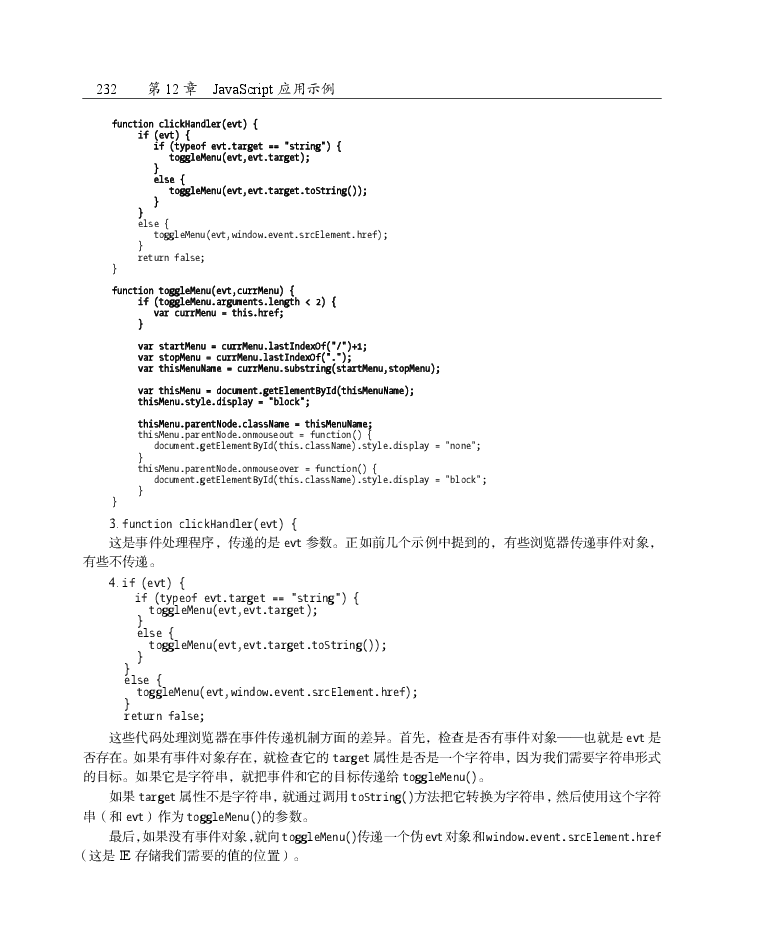 232 第 12 章 JavaScript 应用示例
function clickHandler(evt) {
if (evt) {
if (typeof evt.target == "string") {
toggleMenu(evt,evt.target);
}
else {
toggleMenu(evt,evt.target.toString());
}
}
else {
toggleMenu(evt,window.event.srcElement.href);
}
return false;
}
function toggleMenu(evt,currMenu) {
if (toggleMenu.arguments.length < 2) {
var currMenu = this.href;
}
var startMenu = currMenu.lastIndexOf("/")+1;
var stopMenu = currMenu.lastIndexOf(".");
var thisMenuName = currMenu.substring(startMenu,stopMenu);
var thisMenu = document.getElementById(thisMenuName);
thisMenu.style.display = "block";
thisMenu.parentNode.className = thisMenuName;
thisMenu.parentNode.onmouseout = function() {
document.getElementById(this.className).style.display = "none";
}
thisMenu.parentNode.onmouseover = function() {
document.getElementById(this.className).style.display = "block";
}
}
3. function clickHandler(evt) {
这是事件处理程序，传递的是 evt 参数。正如前几个示例中提到的，有些浏览器传递事件对象，
有些不传递。
4. if (evt) {
if (typeof evt.target == "string") {
toggleMenu(evt,evt.target);
}
else {
toggleMenu(evt,evt.target.toString());
}
}
else {
toggleMenu(evt,window.event.srcElement.href);
}
return false;
这些代码处理浏览器在事件传递机制方面的差异。首先，检查是否有事件对象——也就是 evt 是
否存在。如果有事件对象存在，就检查它的 target 属性是否是一个字符串，因为我们需要字符串形式
的目标。如果它是字符串，就把事件和它的目标传递给 toggleMenu()。
如果 target 属性不是字符串，就通过调用 toString()方法把它转换为字符串，然后使用这个字符
串（和 evt）作为 toggleMenu()的参数。
最后，如果没有事件对象，就向 toggleMenu()传递一个伪 evt 对象和 window.event.srcElement.href
（这是 IE 存储我们需要的值的位置）。